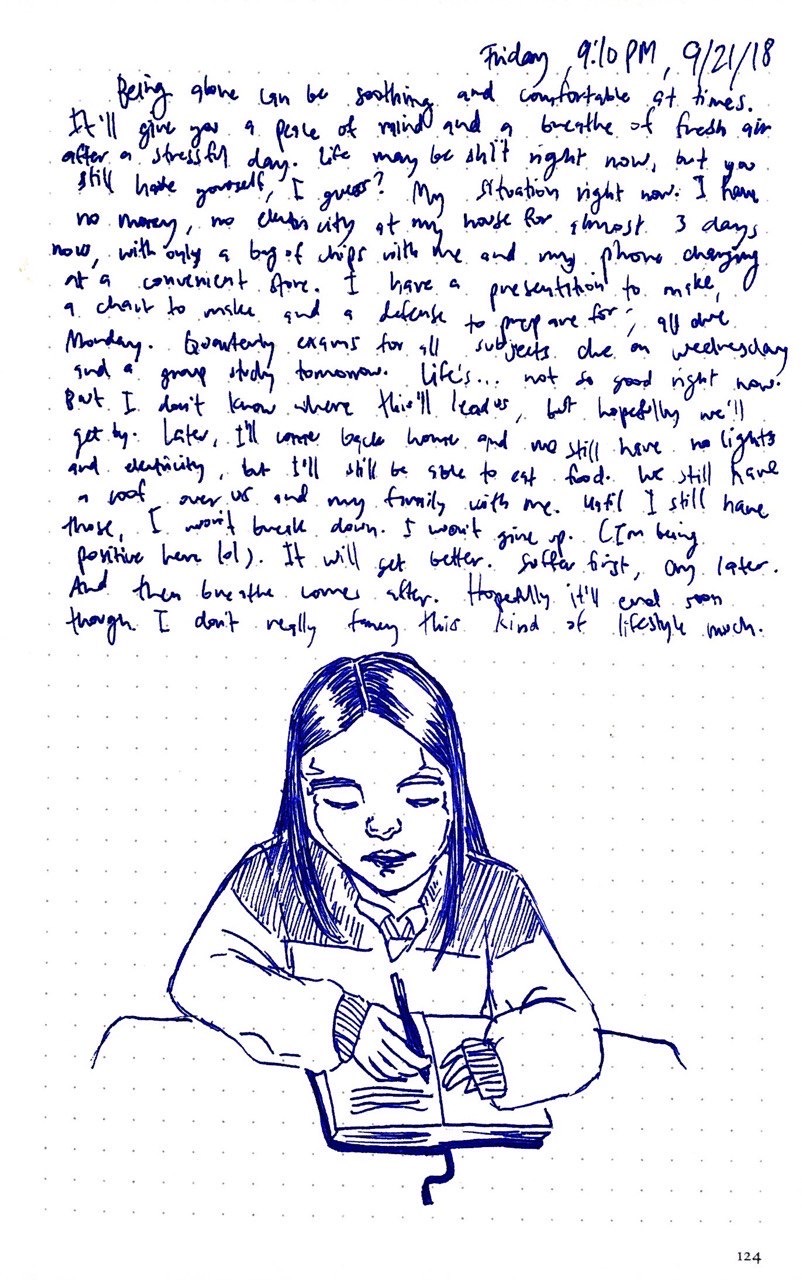 Friday, 9:10 PM, 9/21/18
Being alone can be soothing and comfortable at times.
It'll give you a peace of mind and a breathe of fresh air
after a stressful day. Life may be shit right now, but you
still have yourself, I guess? My situation right now. I have
no money, no electricity at my house for almost 3 days
now, with only a bag of chips with me and my phone charging
at a convenient store. I have a presentition to make,
a chart to make and a defense to prepare for, all due
Monday. Quarterly exams for all subjects due on wednesday
and a group study tomorrow. Life's... not so good right now.
But I don't know where this'll lead us, but hopefully we'll
get by. Later, I'll come back home and we still have no lights
and electricity, but I'll still be able to eat food. We still have
a roof over us and my family with me. Until I still have
those, I won't break down. I won't give up. (I'm being
positive here lol). It will get better. Suffer first, cry later.
And then breathe comes after. Hopefully it'll end soon
though. I don't really fancy this kind of lifestyle much.
124